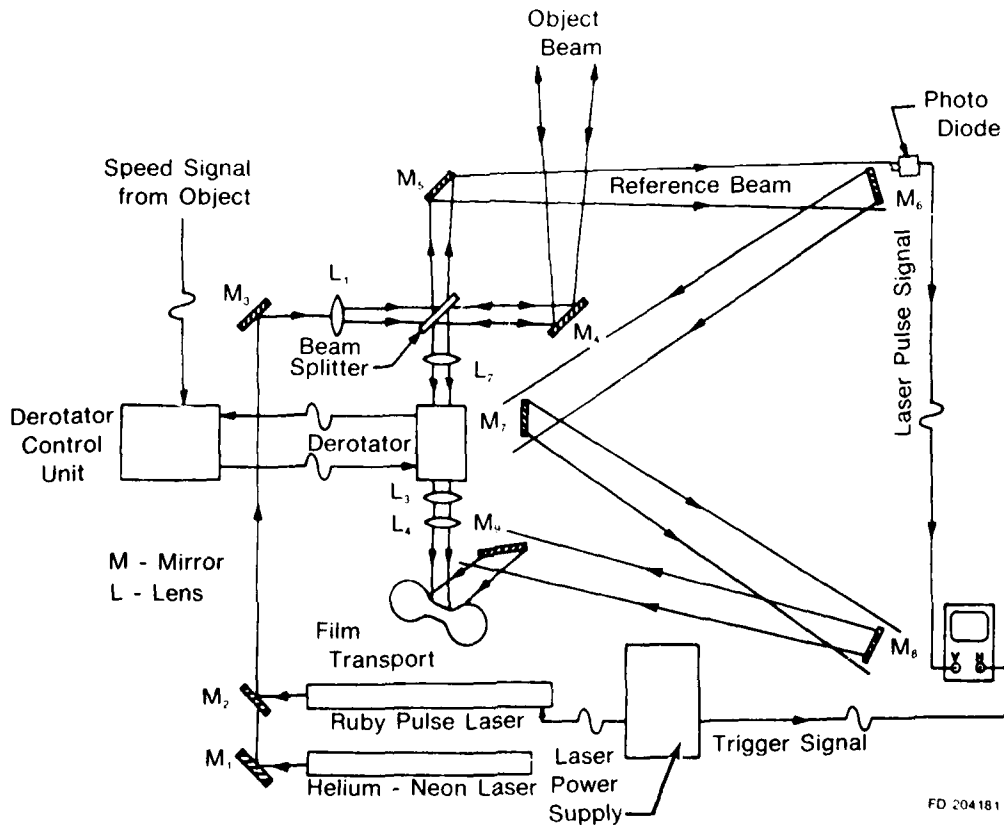 Object
Beam
Photo
Diode
Speed Signal
from Object
M₅
Reference Beam
M₆
L₁
M₃
Laser Pulse Signal
Beam
Splitter
M₄
L₇
Derotator
Control
Unit
Derotator
M₇
L₃
L₄
M₉
M - Mirror
L - Lens
Film
Transport
M₈
V
H
M₂
Ruby Pulse Laser
Trigger Signal
M₁
Helium - Neon Laser
Laser
Power
Supply
FD 204181